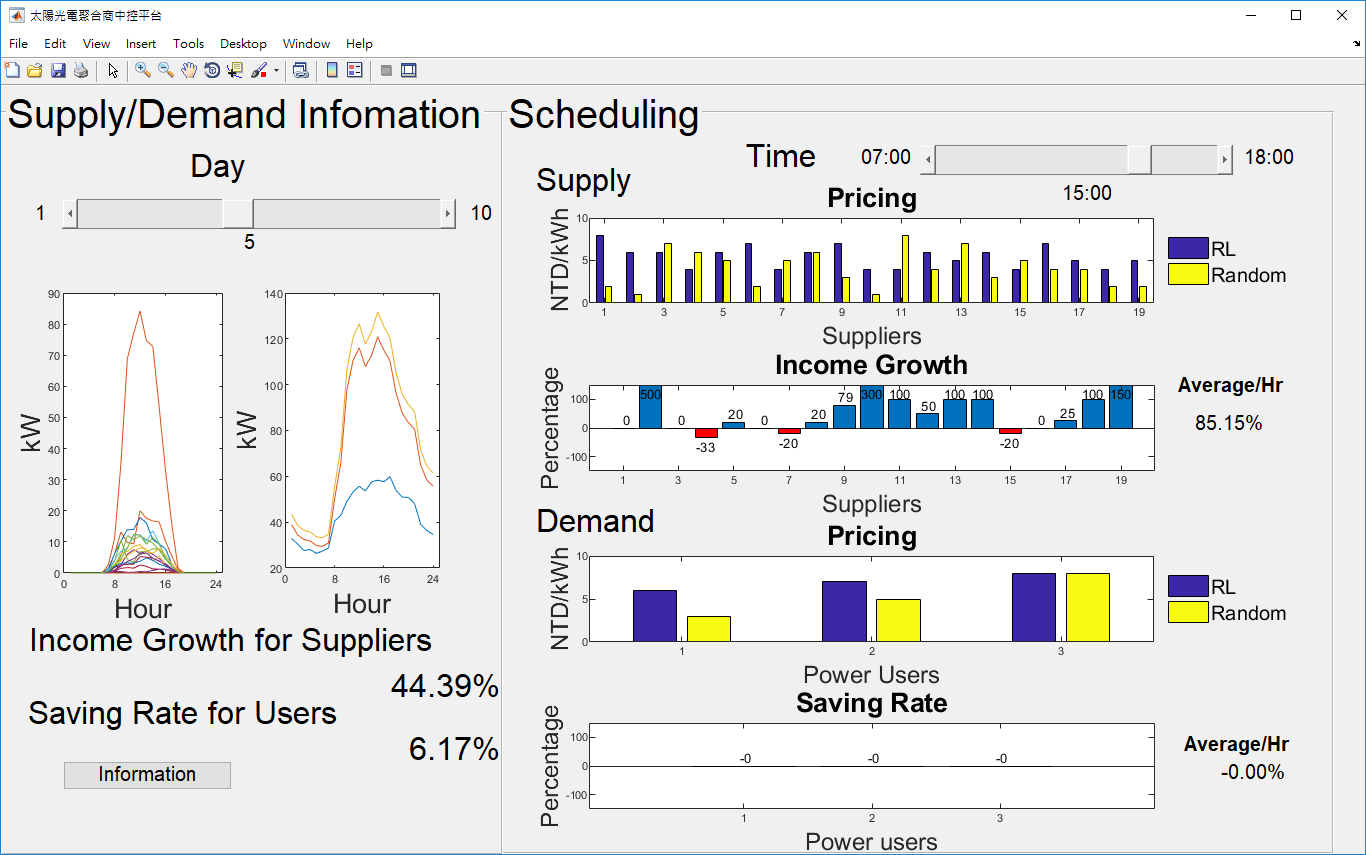 太陽光電聚合商中控平台
File Edit View Insert Tools Desktop Window Help
Supply/Demand Infomation
Day
1
10
5
kW
90
80
70
60
50
40
30
20
10
0
0 8 16 24
Hour
kW
140
120
100
80
60
40
20
0 8 16 24
Hour
Income Growth for Suppliers
44.39%
Saving Rate for Users
6.17%
Information
Scheduling
Time 07:00 18:00
15:00
Supply
Pricing
NTD/kWh
10
5
0
1 3 5 7 9 11 13 15 17 19
Suppliers
RL
Random
Income Growth
Percentage
100
0
-100
0 500 0 -33 20 0 -20 20 79 300 100 50 100 100 -20 0 25 100 150
1 3 5 7 9 11 13 15 17 19
Suppliers
Average/Hr
85.15%
Demand
Pricing
NTD/kWh
10
5
0
1 2 3
Power Users
RL
Random
Saving Rate
Percentage
100
0
-100
-0 -0 -0
1 2 3
Power users
Average/Hr
-0.00%